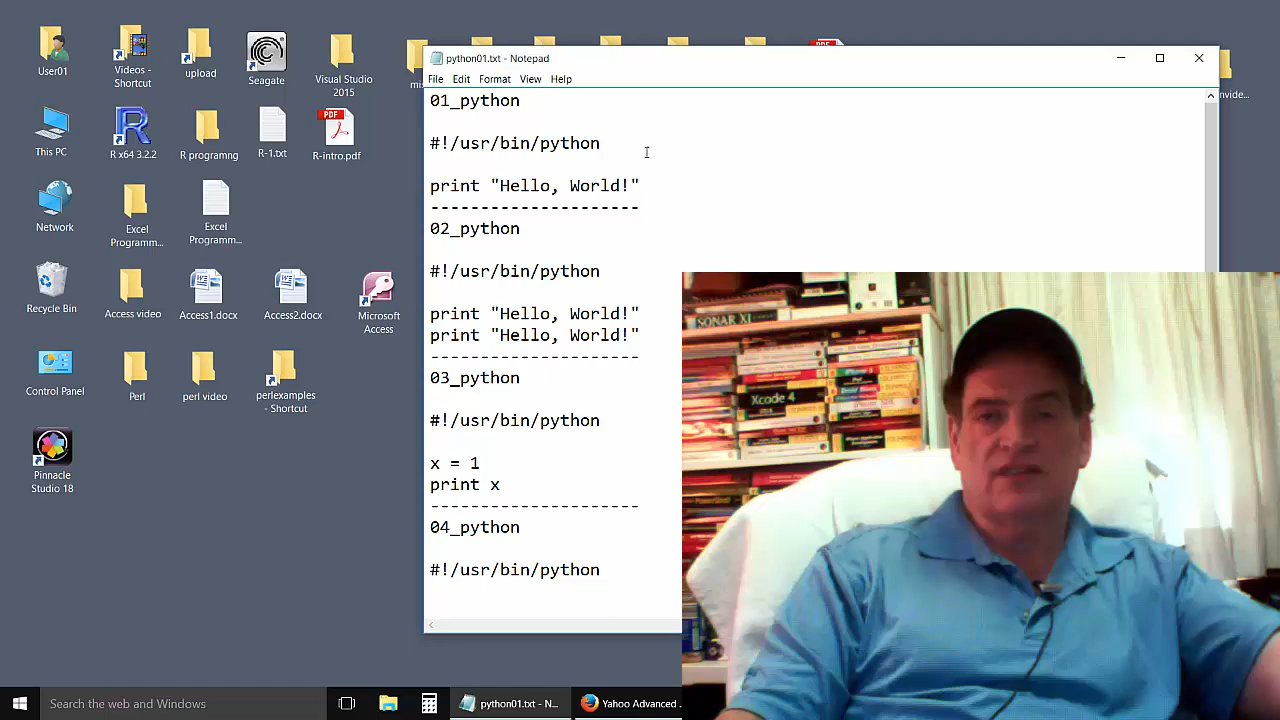 User01
Videos - Shortcut
upload
Seagate
Visual Studio 2015
This PC
R x64 3.2.2
R programng
R-1.txt
PDF
R-intro.pdf
Network
Excel Programm...
Excel Programm...
Recycle Bin
Access video
Access1.docx
Access2.docx
Microsoft Access
Control Panel
Perl
perl video
perlexamples - Shortcut
Pinnacle Studio 18
python01.txt - Notepad
File Edit Format View Help
01_python
#!/usr/bin/python
print "Hello, World!"
---------------------
02_python
#!/usr/bin/python
print "Hello, World!"
print "Hello, World!"
---------------------
03_python
#!/usr/bin/python
x = 1
print x
---------------------
04_python
#!/usr/bin/python
SONAR X1
Xcode 4
Search the web and Windows
python01.txt - N...
Yahoo Advanced